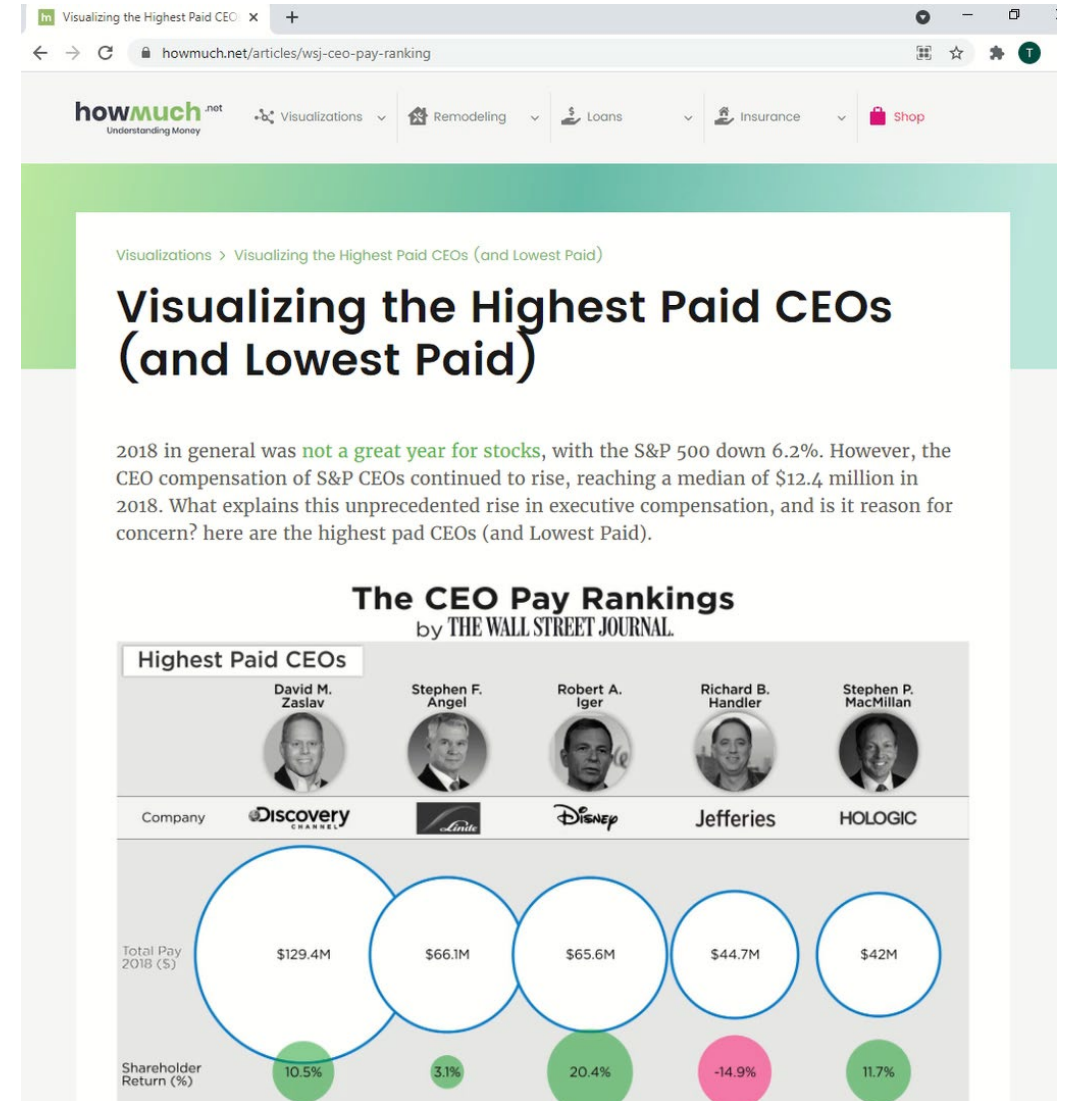 Visualizing the Highest Paid CEO
howmuch.net/articles/wsj-ceo-pay-ranking
T
howmuch.net
Understanding Money
Visualizations
Remodeling
Loans
Insurance
Shop
Visualizations > Visualizing the Highest Paid CEOs (and Lowest Paid)
Visualizing the Highest Paid CEOs
(and Lowest Paid)
2018 in general was not a great year for stocks, with the S&P 500 down 6.2%. However, the
CEO compensation of S&P CEOs continued to rise, reaching a median of $12.4 million in
2018. What explains this unprecedented rise in executive compensation, and is it reason for
concern? here are the highest pad CEOs (and Lowest Paid).
The CEO Pay Rankings
by THE WALL STREET JOURNAL.
Highest Paid CEOs
David M. Zaslav
Stephen F. Angel
Robert A. Iger
Richard B. Handler
Stephen P. MacMillan
Company
Discovery CHANNEL
Linde
Disney
Jefferies
HOLOGIC
Total Pay 2018 ($)
$129.4M
$66.1M
$65.6M
$44.7M
$42M
Shareholder Return (%)
10.5%
3.1%
20.4%
-14.9%
11.7%